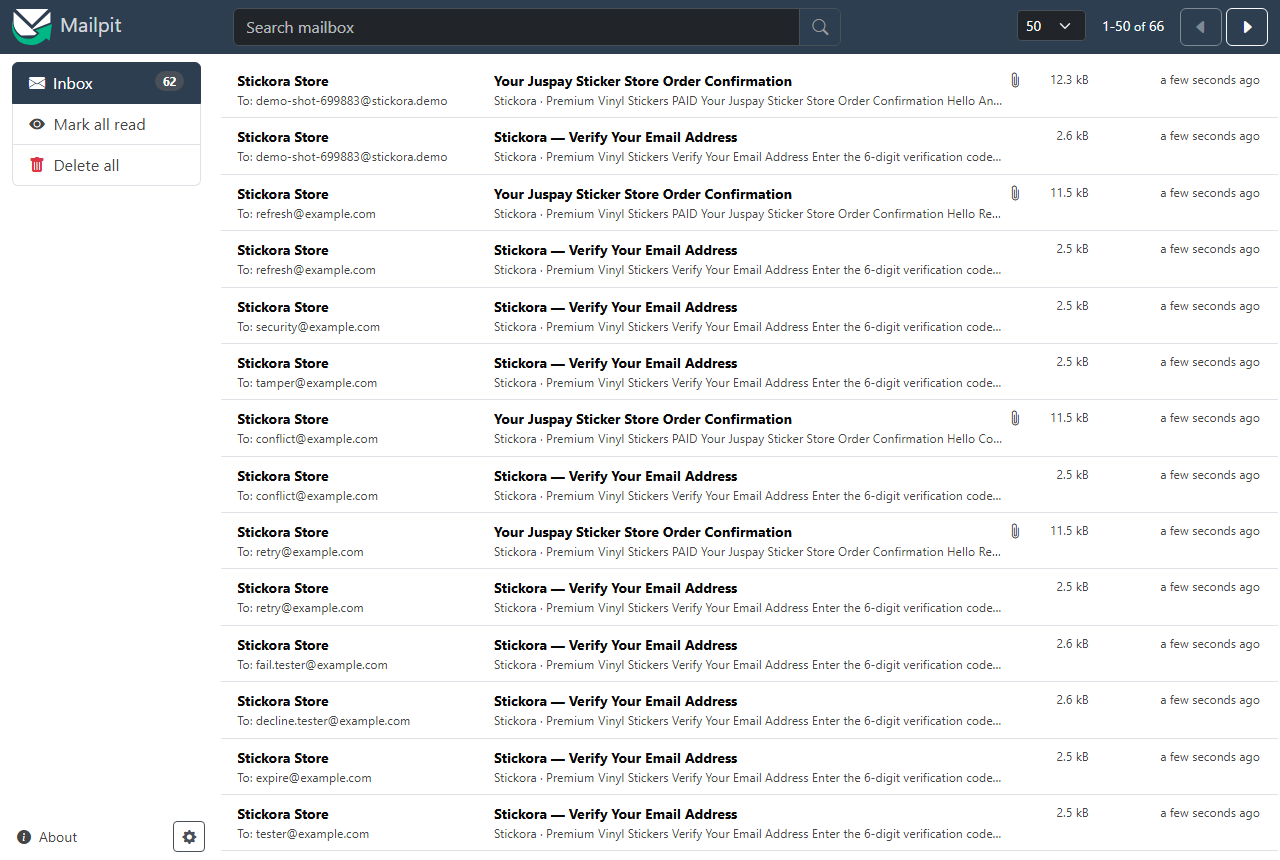 Mailpit
Search mailbox
50
1-50 of 66
Inbox
62
Mark all read
Delete all
Stickora Store
Your Juspay Sticker Store Order Confirmation
12.3 kB
a few seconds ago
To: demo-shot-699883@stickora.demo
Stickora · Premium Vinyl Stickers PAID Your Juspay Sticker Store Order Confirmation Hello An...
Stickora Store
Stickora — Verify Your Email Address
2.6 kB
a few seconds ago
To: demo-shot-699883@stickora.demo
Stickora · Premium Vinyl Stickers Verify Your Email Address Enter the 6-digit verification code...
Stickora Store
Your Juspay Sticker Store Order Confirmation
11.5 kB
a few seconds ago
To: refresh@example.com
Stickora · Premium Vinyl Stickers PAID Your Juspay Sticker Store Order Confirmation Hello Re...
Stickora Store
Stickora — Verify Your Email Address
2.5 kB
a few seconds ago
To: refresh@example.com
Stickora · Premium Vinyl Stickers Verify Your Email Address Enter the 6-digit verification code...
Stickora Store
Stickora — Verify Your Email Address
2.5 kB
a few seconds ago
To: security@example.com
Stickora · Premium Vinyl Stickers Verify Your Email Address Enter the 6-digit verification code...
Stickora Store
Stickora — Verify Your Email Address
2.5 kB
a few seconds ago
To: tamper@example.com
Stickora · Premium Vinyl Stickers Verify Your Email Address Enter the 6-digit verification code...
Stickora Store
Your Juspay Sticker Store Order Confirmation
11.5 kB
a few seconds ago
To: conflict@example.com
Stickora · Premium Vinyl Stickers PAID Your Juspay Sticker Store Order Confirmation Hello Co...
Stickora Store
Stickora — Verify Your Email Address
2.5 kB
a few seconds ago
To: conflict@example.com
Stickora · Premium Vinyl Stickers Verify Your Email Address Enter the 6-digit verification code...
Stickora Store
Your Juspay Sticker Store Order Confirmation
11.5 kB
a few seconds ago
To: retry@example.com
Stickora · Premium Vinyl Stickers PAID Your Juspay Sticker Store Order Confirmation Hello Re...
Stickora Store
Stickora — Verify Your Email Address
2.5 kB
a few seconds ago
To: retry@example.com
Stickora · Premium Vinyl Stickers Verify Your Email Address Enter the 6-digit verification code...
Stickora Store
Stickora — Verify Your Email Address
2.6 kB
a few seconds ago
To: fail.tester@example.com
Stickora · Premium Vinyl Stickers Verify Your Email Address Enter the 6-digit verification code...
Stickora Store
Stickora — Verify Your Email Address
2.6 kB
a few seconds ago
To: decline.tester@example.com
Stickora · Premium Vinyl Stickers Verify Your Email Address Enter the 6-digit verification code...
Stickora Store
Stickora — Verify Your Email Address
2.5 kB
a few seconds ago
To: expire@example.com
Stickora · Premium Vinyl Stickers Verify Your Email Address Enter the 6-digit verification code...
Stickora Store
Stickora — Verify Your Email Address
2.5 kB
a few seconds ago
To: tester@example.com
Stickora · Premium Vinyl Stickers Verify Your Email Address Enter the 6-digit verification code...
About